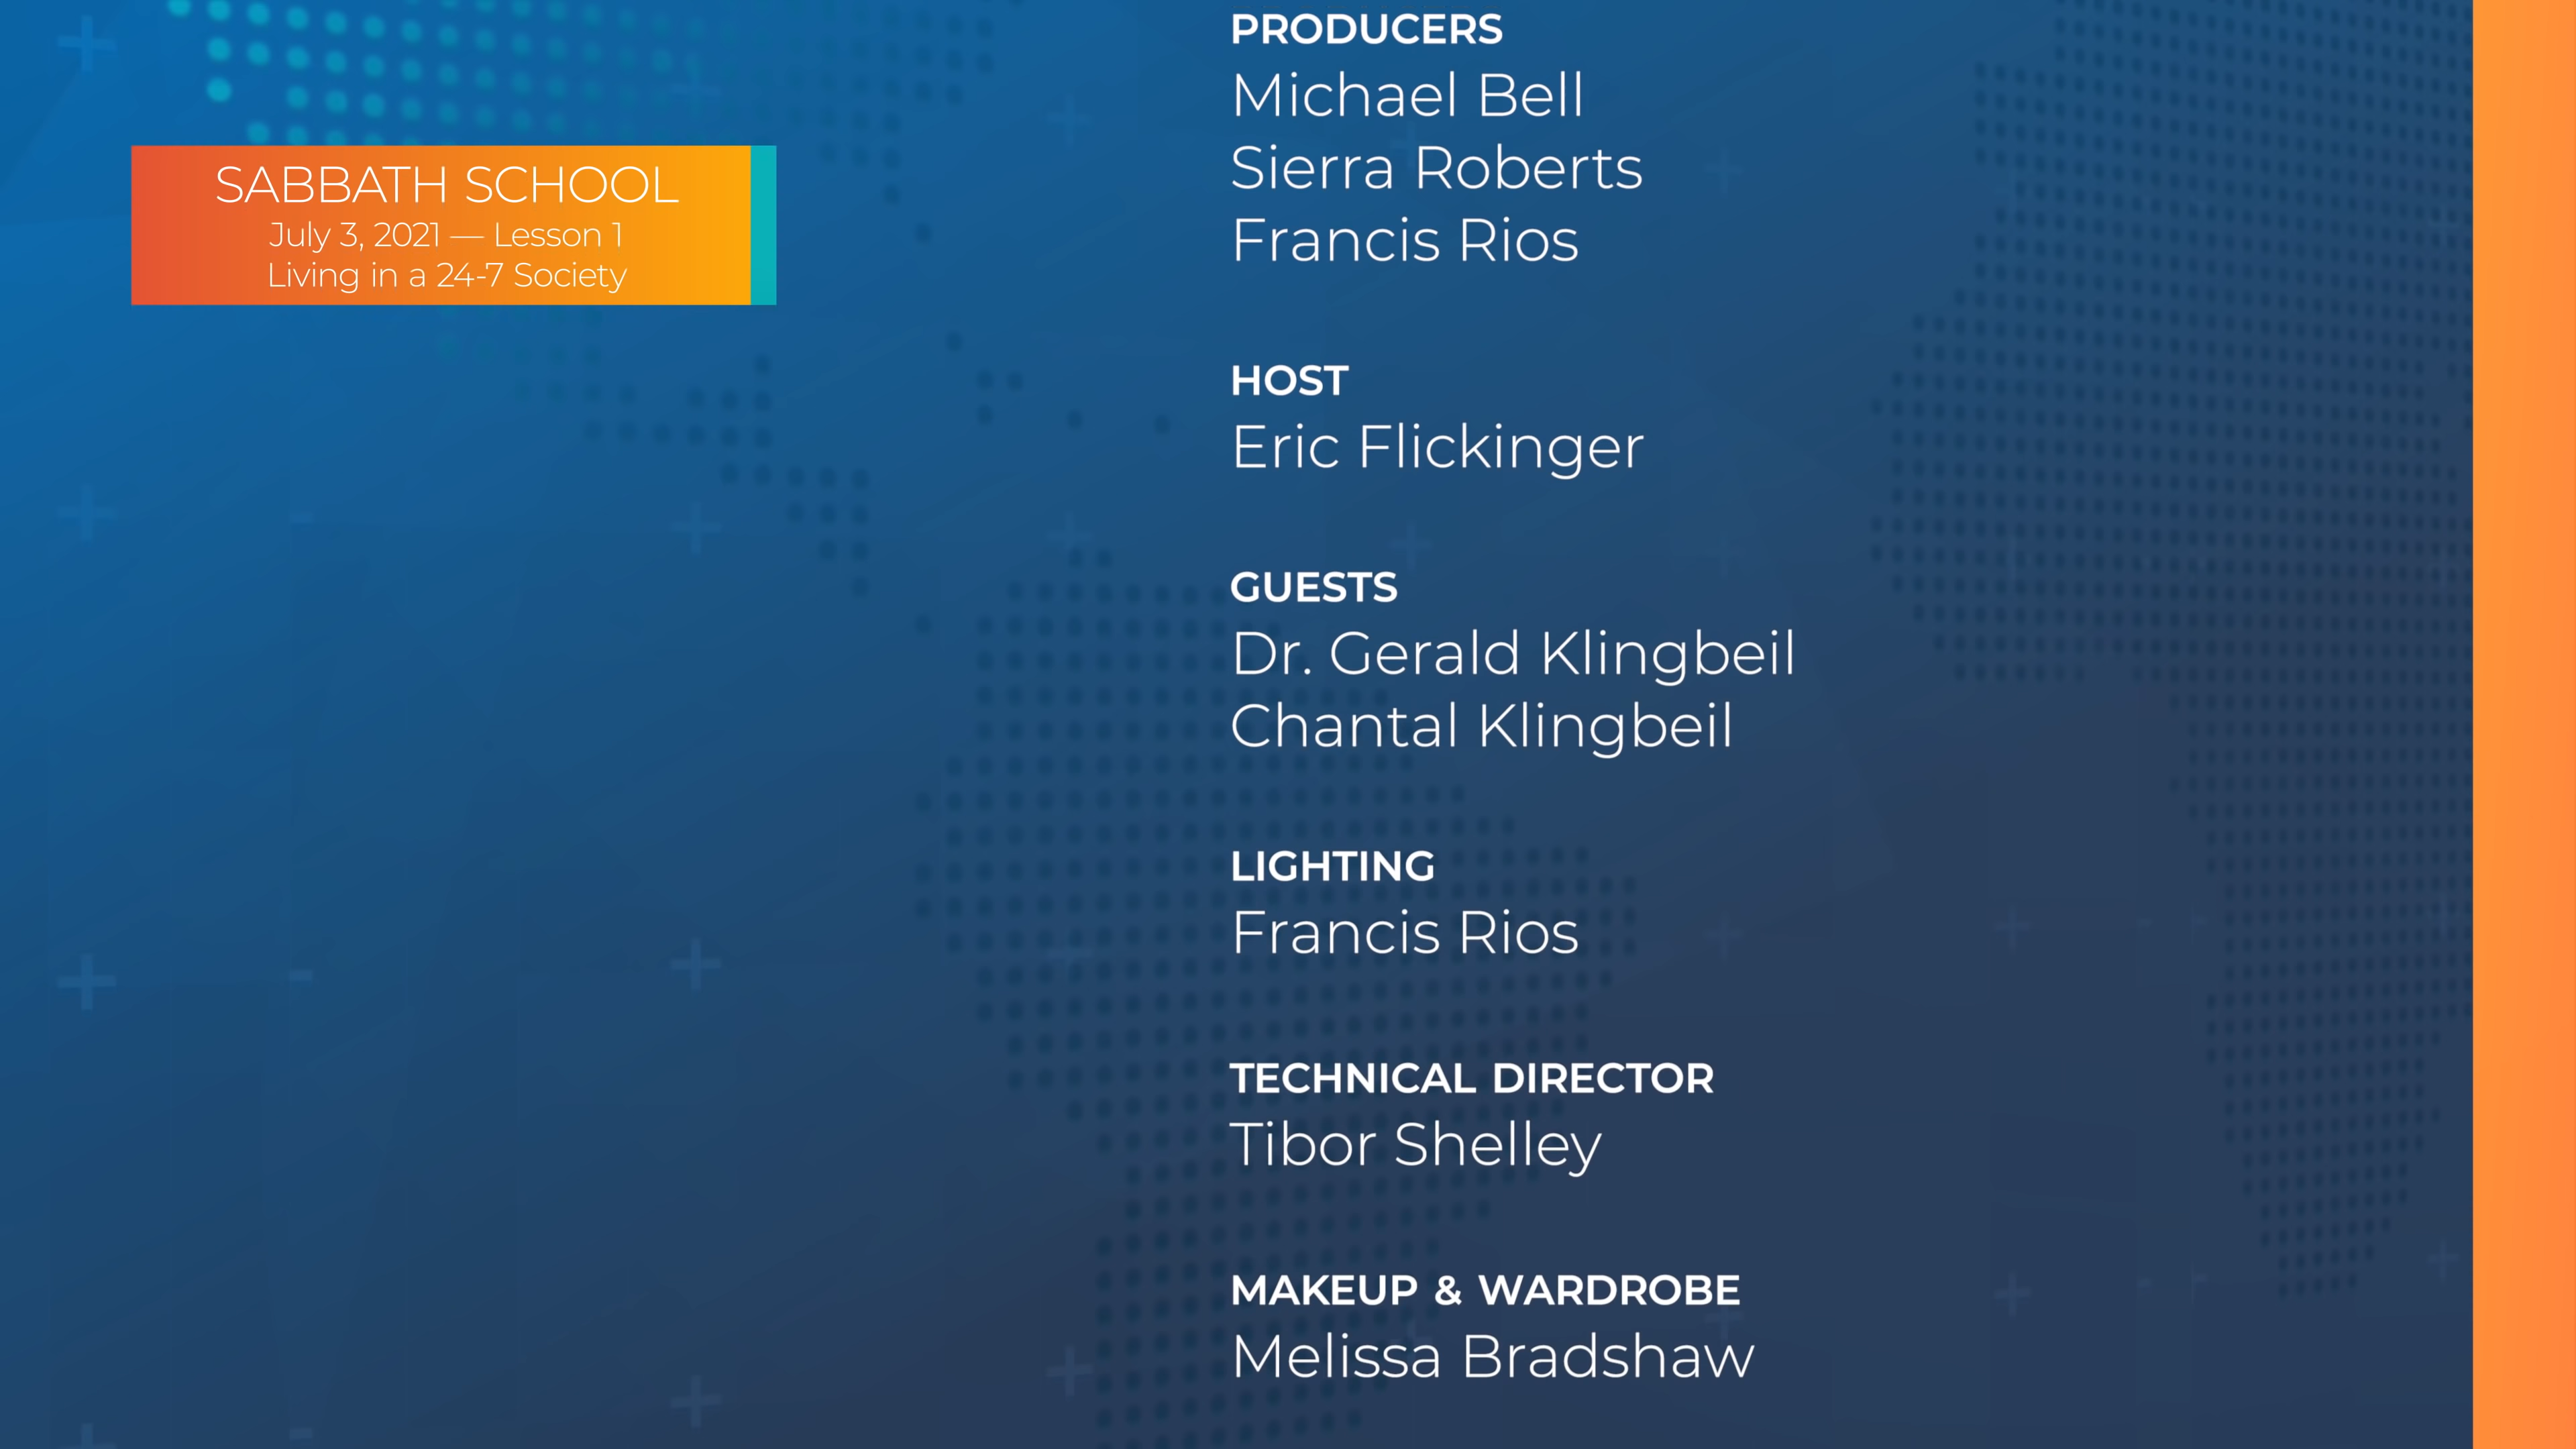 SABBATH SCHOOL
July 3, 2021 — Lesson 1
Living in a 24-7 Society
PRODUCERS
Michael Bell
Sierra Roberts
Francis Rios
HOST
Eric Flickinger
GUESTS
Dr. Gerald Klingbeil
Chantal Klingbeil
LIGHTING
Francis Rios
TECHNICAL DIRECTOR
Tibor Shelley
MAKEUP & WARDROBE
Melissa Bradshaw